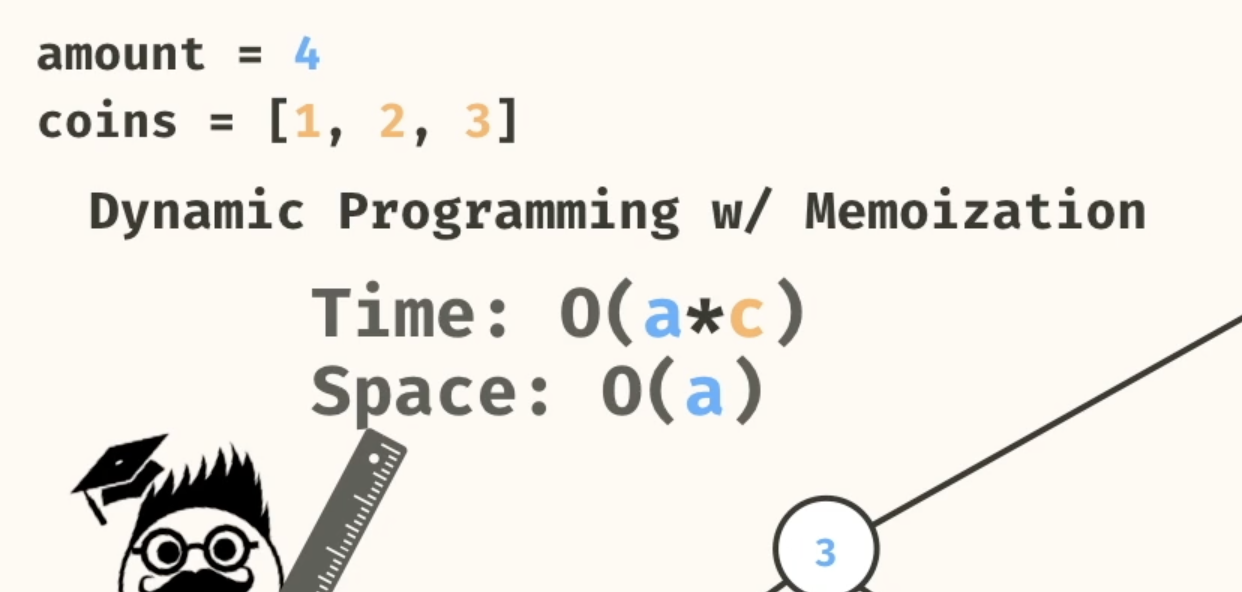 amount = 4
coins = [1, 2, 3]
Dynamic Programming w/ Memoization
Time: O(a*c)
Space: O(a)
3